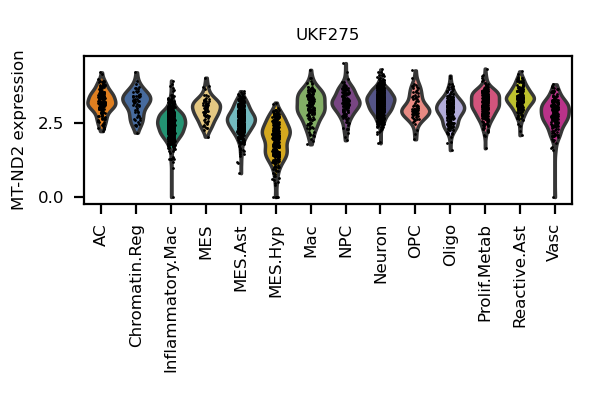 UKF275
MT-ND2 expression
2.5
0.0
AC
Chromatin.Reg
Inflammatory.Mac
MES
MES.Ast
MES.Hyp
Mac
NPC
Neuron
OPC
Oligo
Prolif.Metab
Reactive.Ast
Vasc